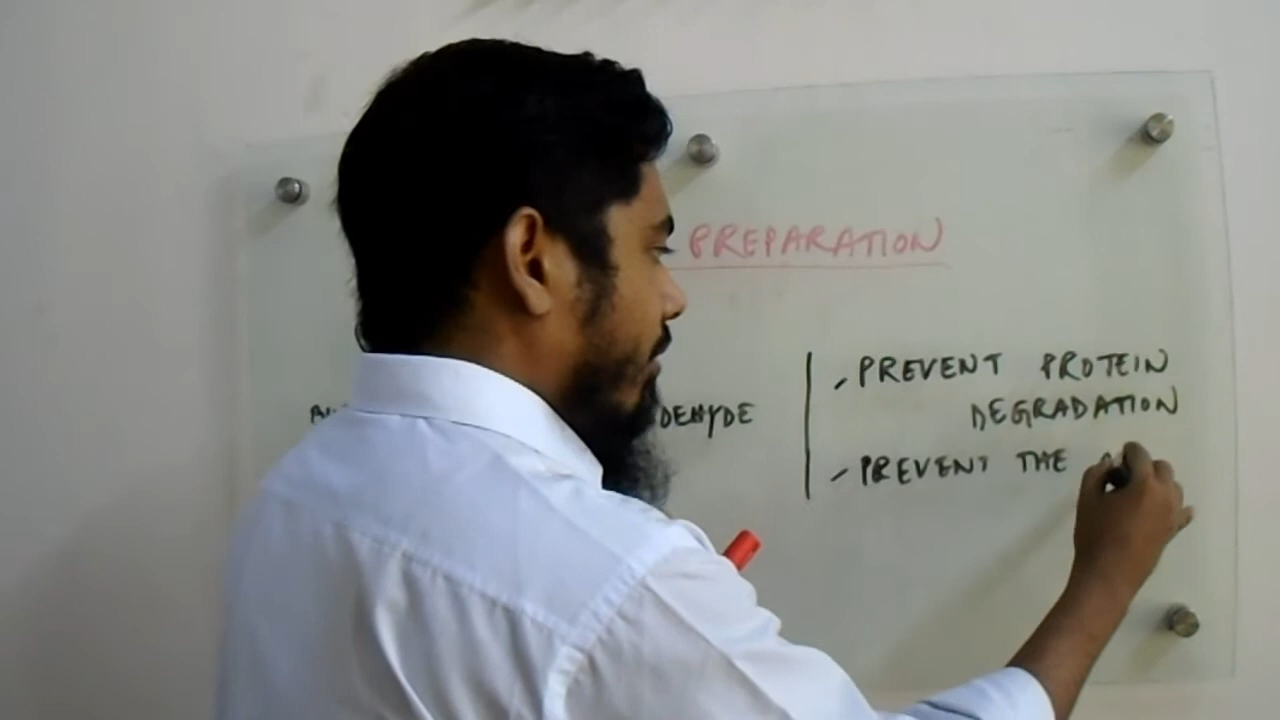 PREPARATION
DEHYDE
PREVENT PROTEIN
DEGRADATION
PREVENT THE